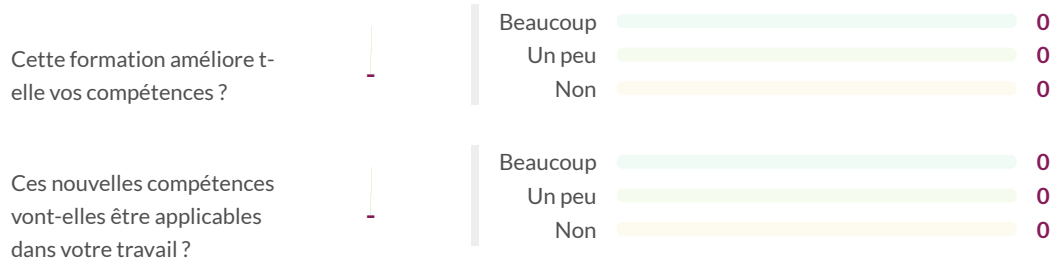 Cette formation améliore t-
elle vos compétences ?
-
Beaucoup 0
Un peu 0
Non 0
Ces nouvelles compétences
vont-elles être applicables
dans votre travail ?
-
Beaucoup 0
Un peu 0
Non 0